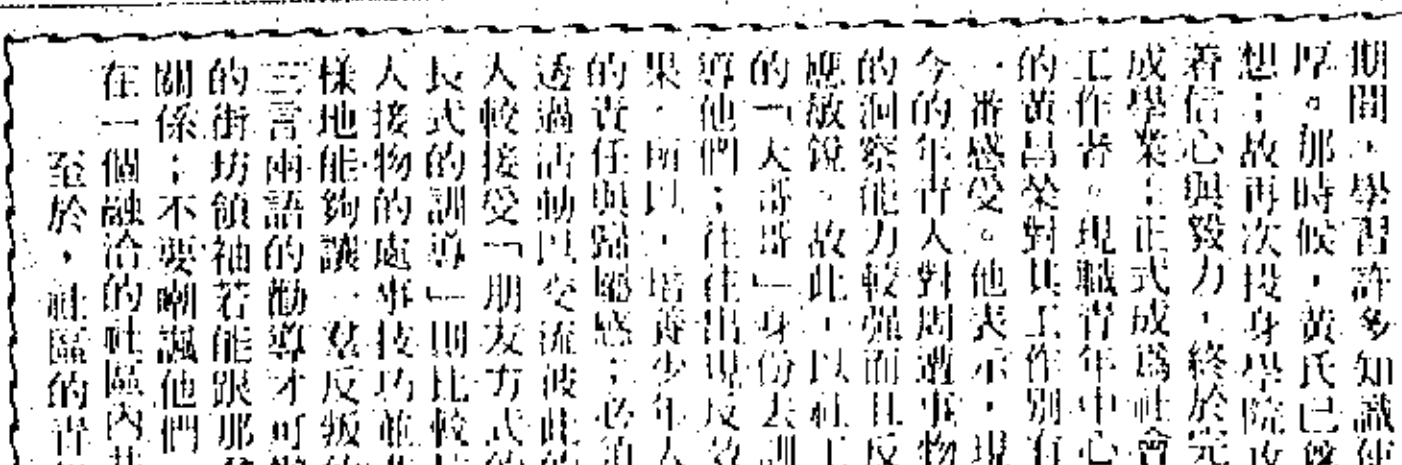 期間，學習許多知識使
厚。那時候，黃氏已
想；故再次投身學院攻
着信心與毅力，終於完
成學業；正式成爲社會
工作者。現職青年中心
的黃昌榮對其工作別有
一番感受。他表示，現
今的年青人對周遭事物
的洞察能力較強而且反
應敏銳。故此，以社工
的「大哥哥」身份去訓
導他們；往往出現反效
果。所以，培養少年人
的責任與歸屬感；必須
透過活動以交流彼此的
人較接受「朋友方式的
長式的訓導」則比較
人接物的處事技巧並非
樣地能夠讓一羣反叛的
三言兩語的勸導才可
的街坊領袖若能跟那
關係；不要嘲諷他們
在一個融洽的社區內
至於，社區的青